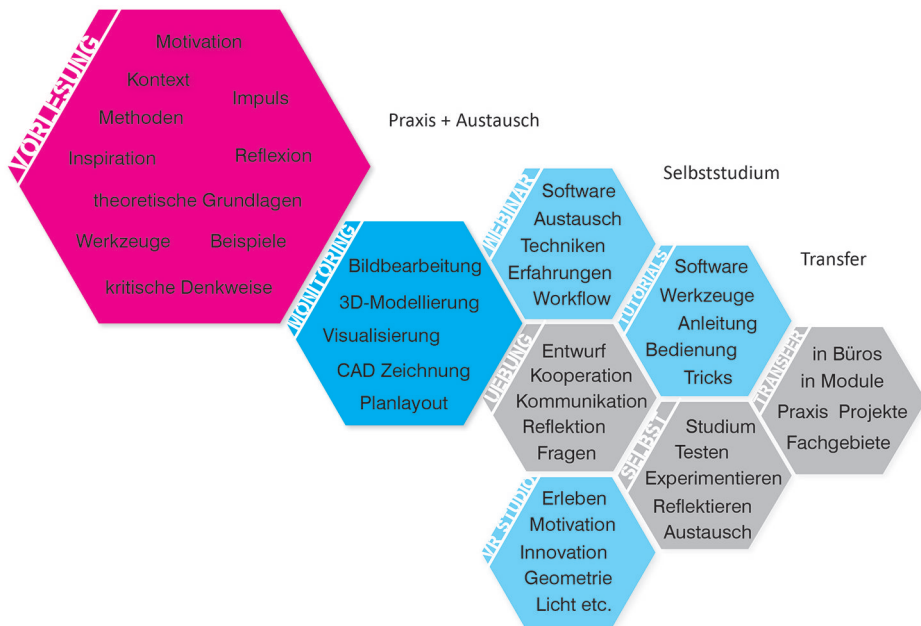 VORLESUNG
Motivation
Kontext
Impuls
Methoden
Inspiration
Reflexion
theoretische Grundlagen
Werkzeuge
Beispiele
kritische Denkweise
Praxis + Austausch
MONITORING
Bildbearbeitung
3D-Modellierung
Visualisierung
CAD Zeichnung
Planlayout
WEBINAR
Software
Austausch
Techniken
Erfahrungen
Workflow
UEBUNG
Entwurf
Kooperation
Kommunikation
Reflektion
Fragen
VR STUDIO
Erleben
Motivation
Innovation
Geometrie
Licht etc.
Selbststudium
TUTORIALS
Software
Werkzeuge
Anleitung
Bedienung
Tricks
SELBST
Studium
Testen
Experimentieren
Reflektieren
Austausch
Transfer
TRANSFER
in Büros
in Module
Praxis Projekte
Fachgebiete